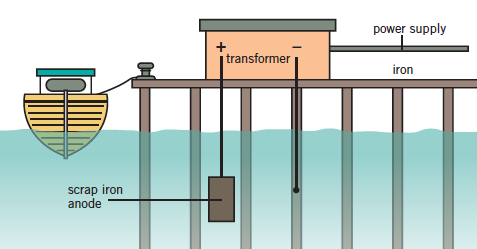 power supply
+ −
transformer
iron
scrap iron
anode